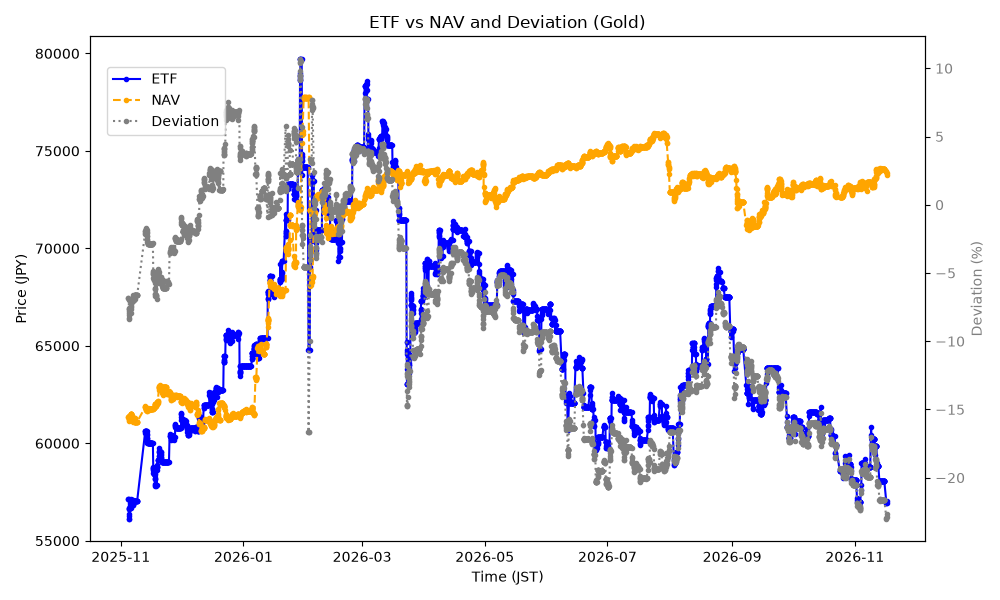 ETF vs NAV and Deviation (Gold)
ETF
NAV
Deviation
Price (JPY)
80000
75000
70000
65000
60000
55000
Deviation (%)
10
5
0
−5
−10
−15
−20
2025-11
2026-01
2026-03
2026-05
2026-07
2026-09
2026-11
Time (JST)